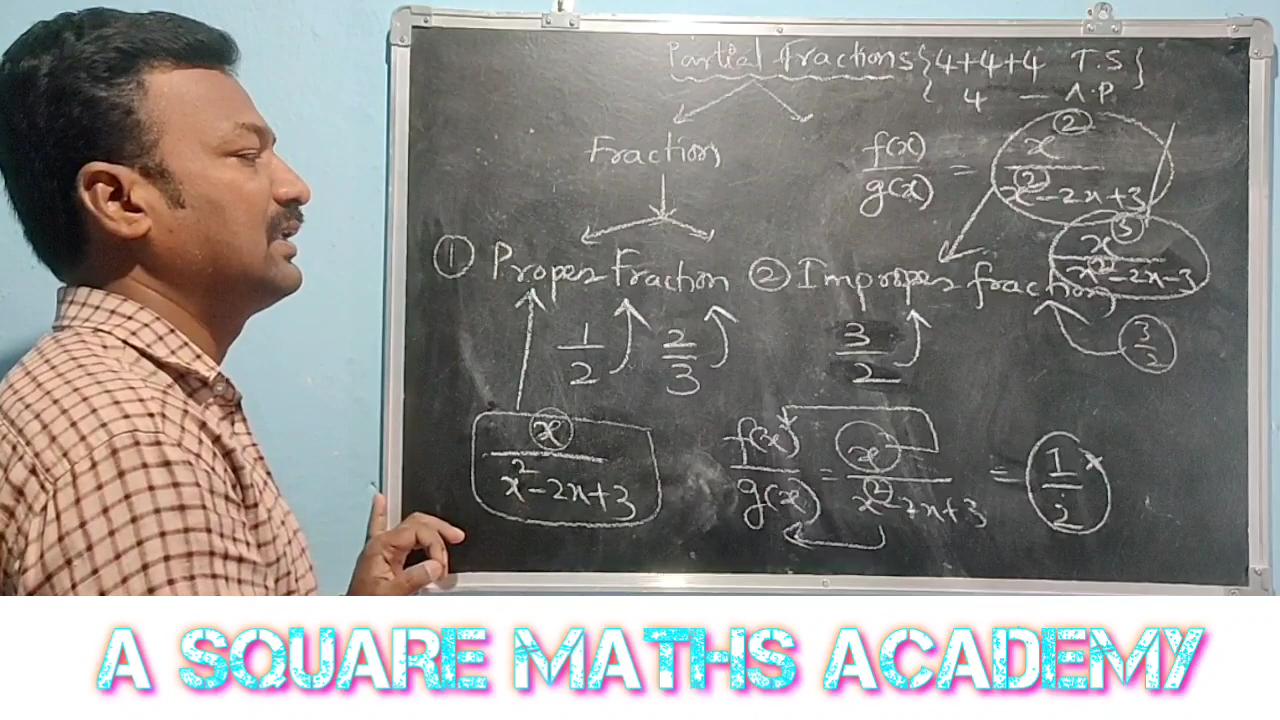 Partial Fractions { 4+4+4 T.S }
{ 4 — A.P
Fraction
f(x)/g(x) = x/(x² - 2x + 3)
②
① Proper Fraction ② Improper fraction
x⁵/(x² - 2x - 3)
1/2 2/3 3/2 3/2
x/(x² - 2x + 3)
f(x)/g(x) = x/(x² - 2x + 3) = 1/2
A SQUARE MATHS ACADEMY